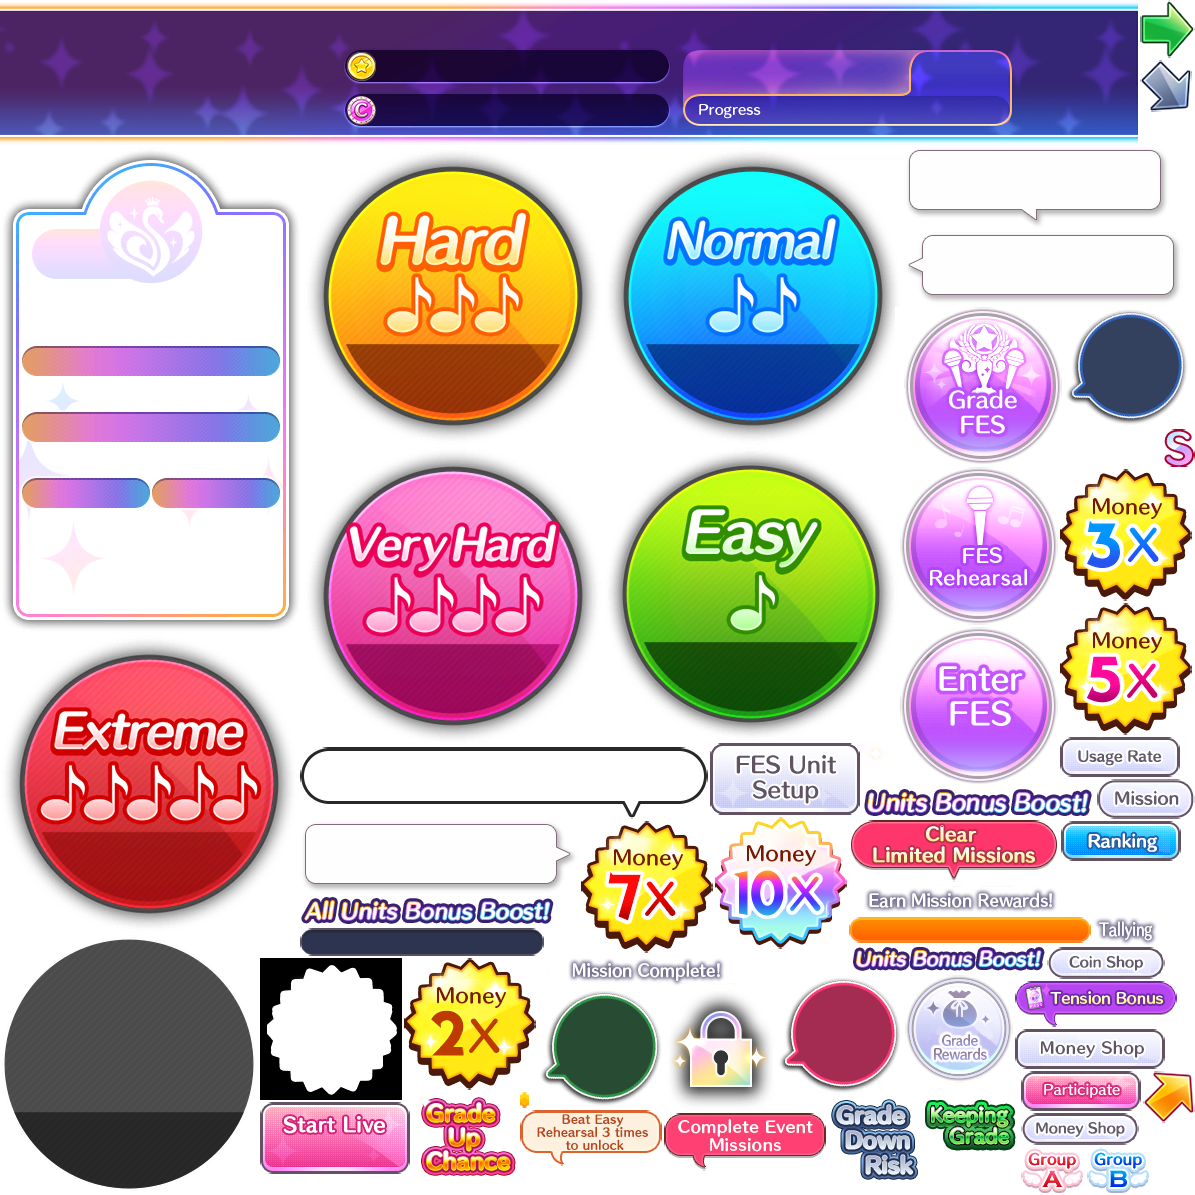 C
Progress
Hard
Normal
Grade
FES
S
Very Hard
Easy
FES
Rehearsal
Money
3X
Money
5X
Enter
FES
Extreme
Usage Rate
FES Unit
Setup
Units Bonus Boost!
Mission
Clear
Limited Missions
Ranking
Money
7X
Money
10X
All Units Bonus Boost!
Earn Mission Rewards!
Tallying
Units Bonus Boost!
Coin Shop
Mission Complete!
Money
2X
Tension Bonus
Grade
Rewards
Money Shop
Participate
Start Live
Grade
Up
Chance
Beat Easy
Rehearsal 3 times
to unlock
Complete Event
Missions
Grade
Down
Risk
Keeping
Grade
Money Shop
Group
A
Group
B